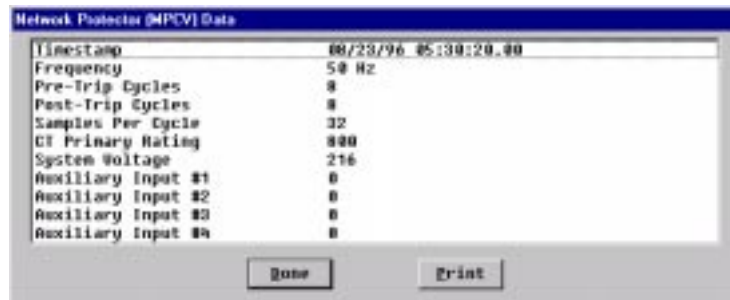 Network Protector (MPCV) Data
Timestamp 08/23/96 05:30:20.00
Frequency 50 Hz
Pre-Trip Cycles
Post-Trip Cycles
Samples Per Cycle 32
CT Primary Rating 800
System Voltage 216
Auxiliary Input #1
Auxiliary Input #2
Auxiliary Input #3
Auxiliary Input #4
Done Print